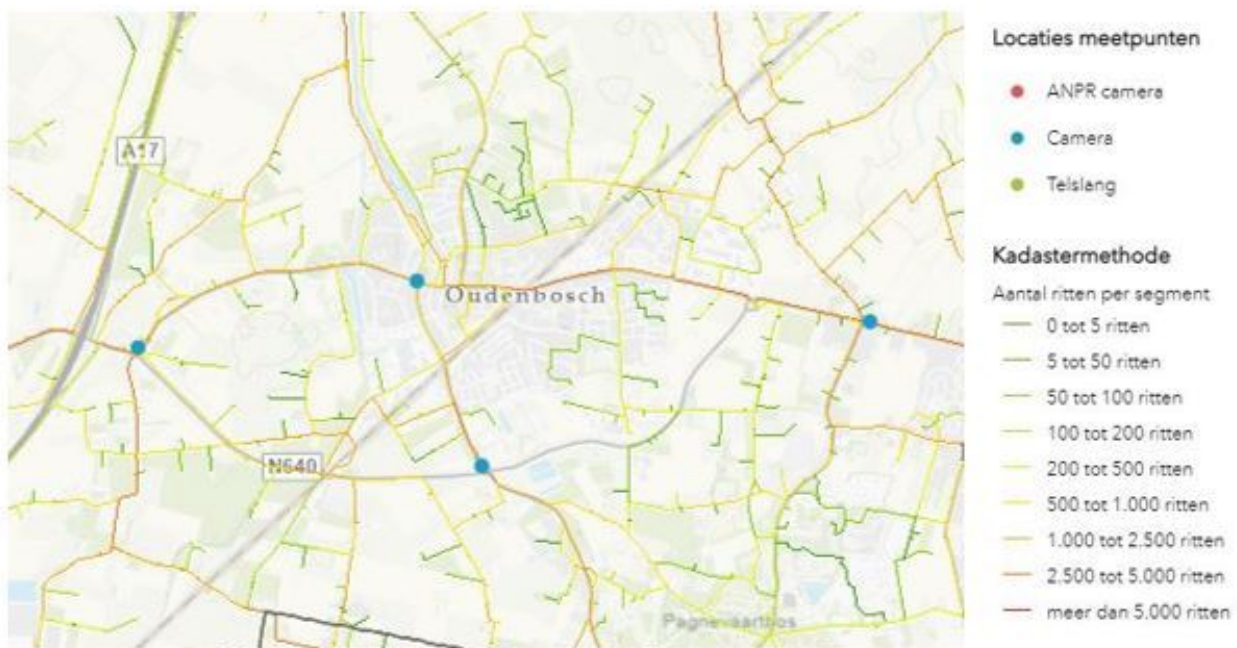 Locaties meetpunten
ANPR camera
Camera
Telslang
Kadastermethode
Aantal ritten per segment
0 tot 5 ritten
5 tot 50 ritten
50 tot 100 ritten
100 tot 200 ritten
200 tot 500 ritten
500 tot 1.000 ritten
1.000 tot 2.500 ritten
2.500 tot 5.000 ritten
meer dan 5.000 ritten
A17
Oudenbosch
N640
Pagnevaartbos